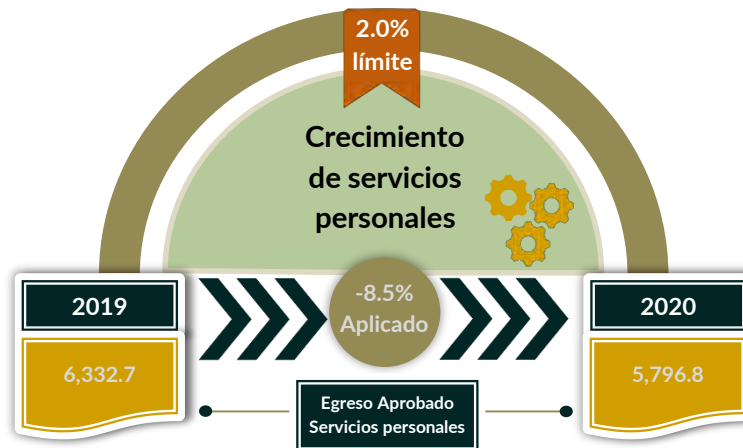 2.0%
límite
Crecimiento
de servicios
personales
2019
-8.5%
Aplicado
2020
6,332.7
5,796.8
Egreso Aprobado
Servicios personales